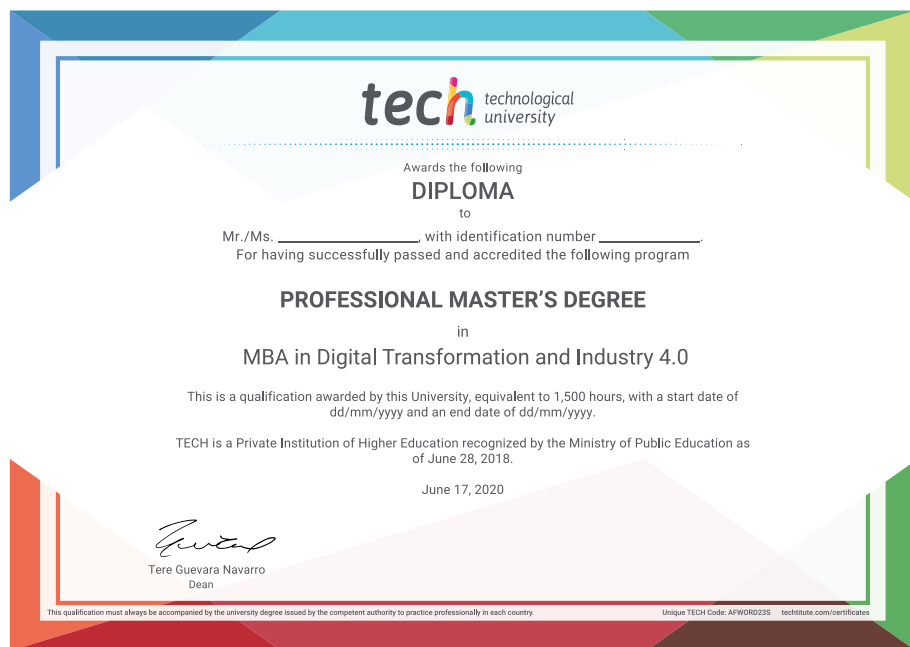 tech technological
university
Awards the following
DIPLOMA
to
Mr./Ms. ____________________, with identification number ______________.
For having successfully passed and accredited the following program
PROFESSIONAL MASTER'S DEGREE
in
MBA in Digital Transformation and Industry 4.0
This is a qualification awarded by this University, equivalent to 1,500 hours, with a start date of
dd/mm/yyyy and an end date of dd/mm/yyyy.
TECH is a Private Institution of Higher Education recognized by the Ministry of Public Education as
of June 28, 2018.
June 17, 2020
Tere Guevara Navarro
Dean
This qualification must always be accompanied by the university degree issued by the competent authority to practice professionally in each country.
Unique TECH Code: AFWORD23S techtitute.com/certificates